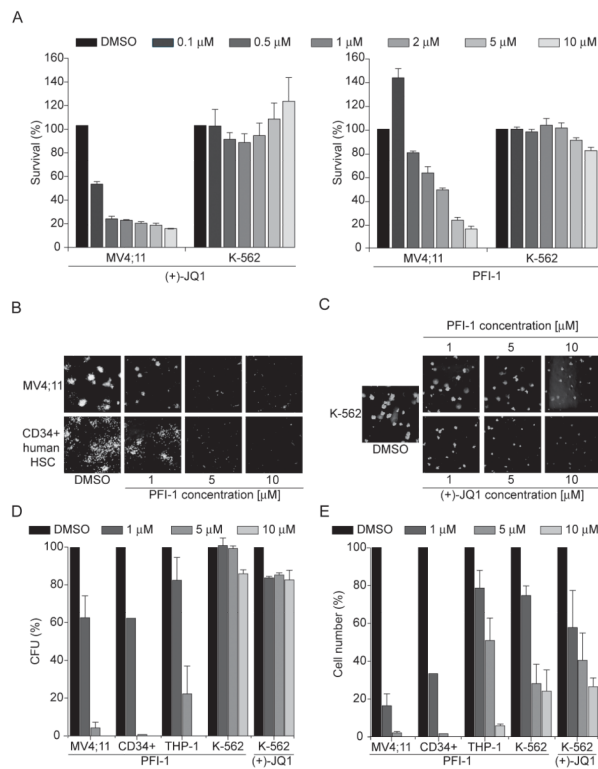 A
DMSO 0.1 μM 0.5 μM 1 μM 2 μM 5 μM 10 μM
160 160
140 140
120 120
100 100
80 80
60 60
40 40
20 20
0 0
Survival (%) Survival (%)
MV4;11 K-562 MV4;11 K-562
(+)-JQ1 PFI-1
B C
PFI-1 concentration [μM]
1 5 10
MV4;11
K-562
CD34+
human
HSC
DMSO
DMSO 1 5 10 1 5 10
PFI-1 concentration [μM] (+)-JQ1 concentration [μM]
D E
DMSO 1 μM 5 μM 10 μM DMSO 1 μM 5 μM 10 μM
100 100
80 80
60 60
40 40
20 20
0 0
CFU (%) Cell number (%)
MV4;11 CD34+ THP-1 K-562 K-562 MV4;11 CD34+ THP-1 K-562 K-562
PFI-1 (+)-JQ1 PFI-1 (+)-JQ1